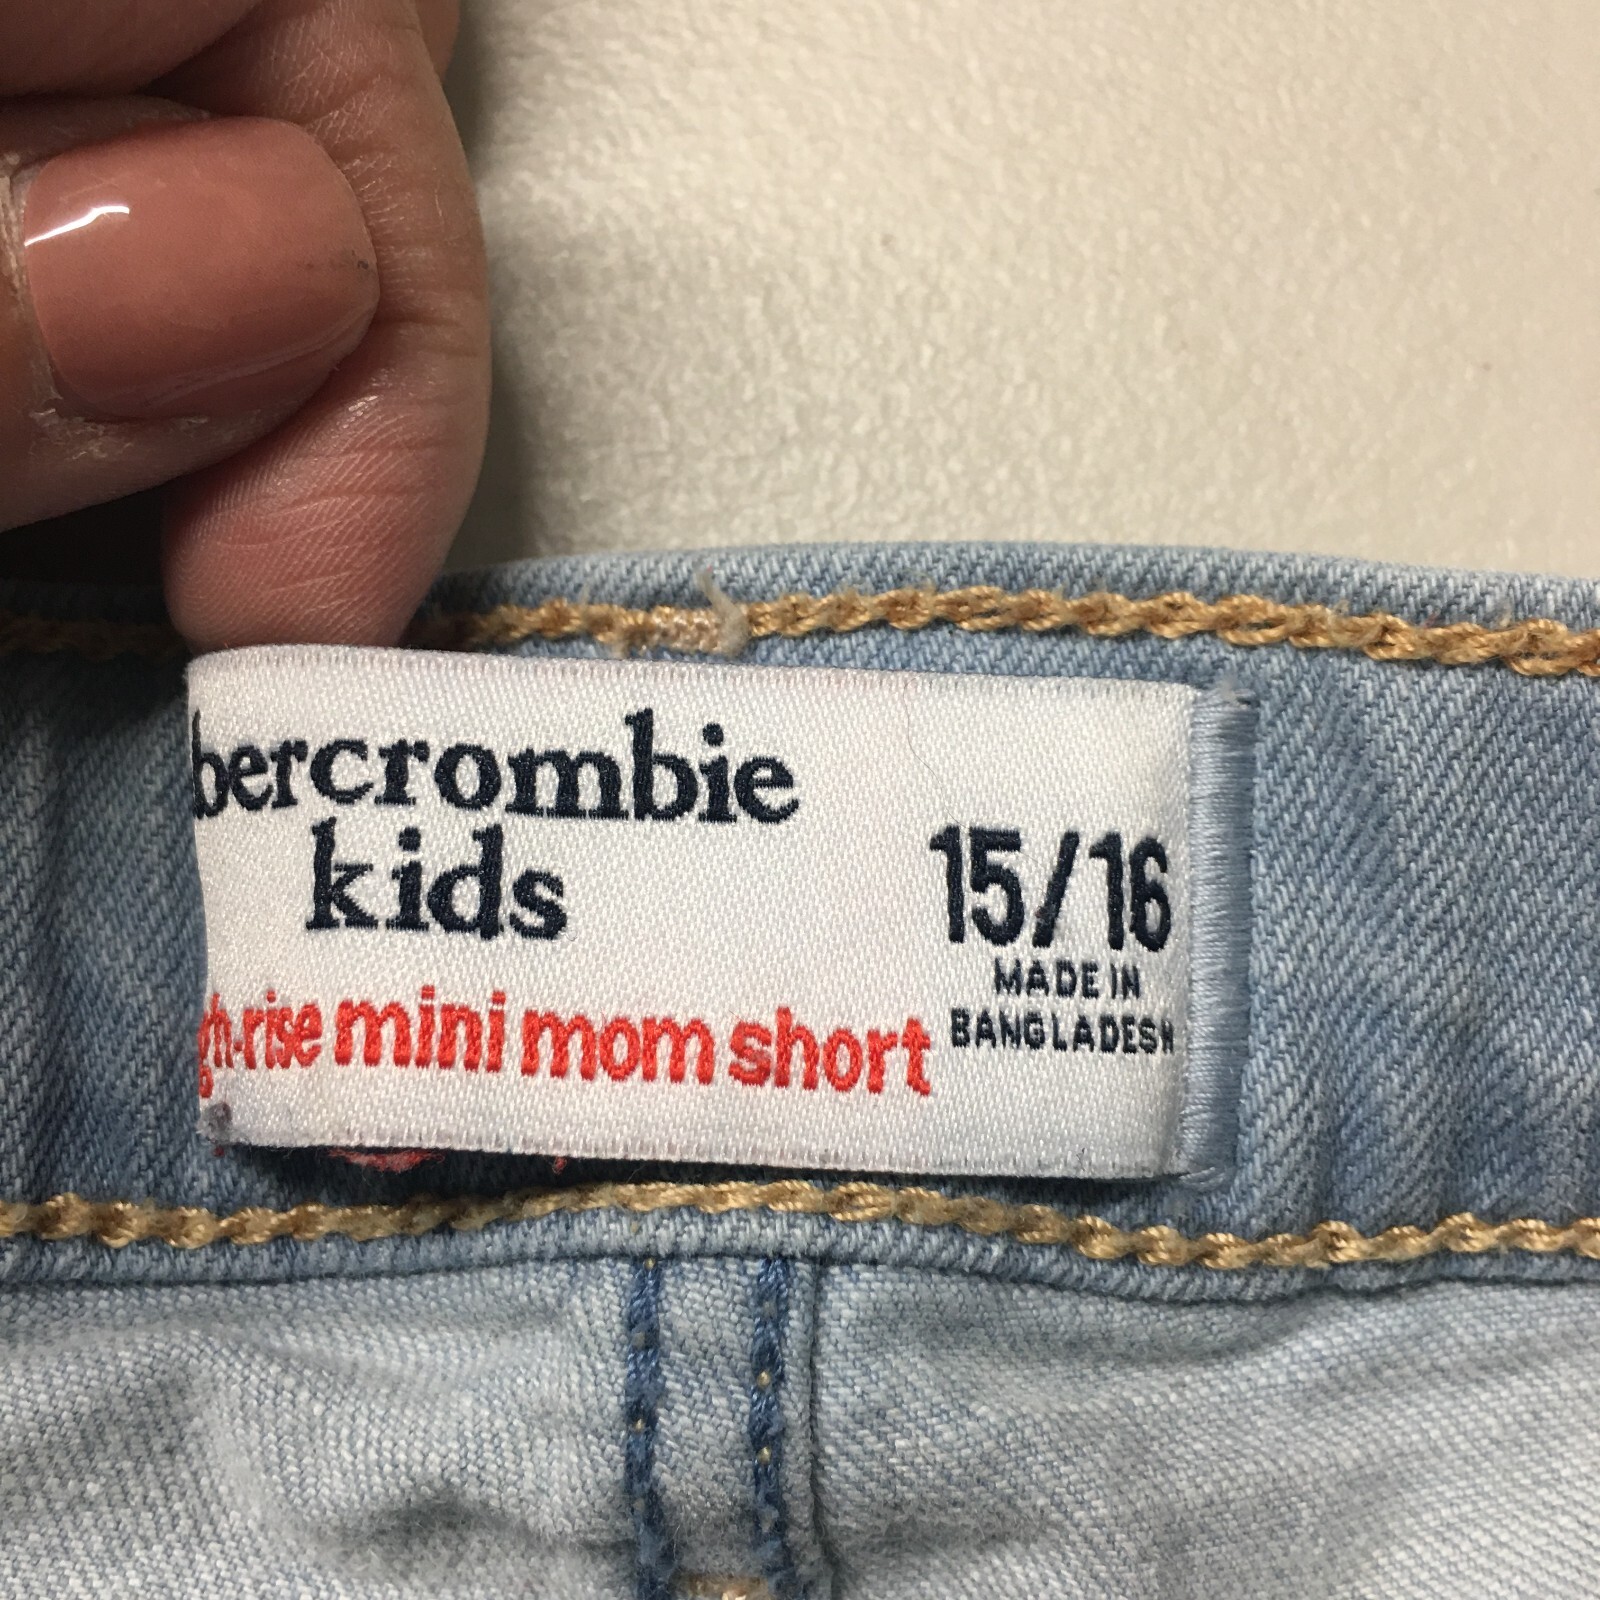 bercrombie
kids
gh-rise mini mom short
15/16
MADE IN
BANGLADESH